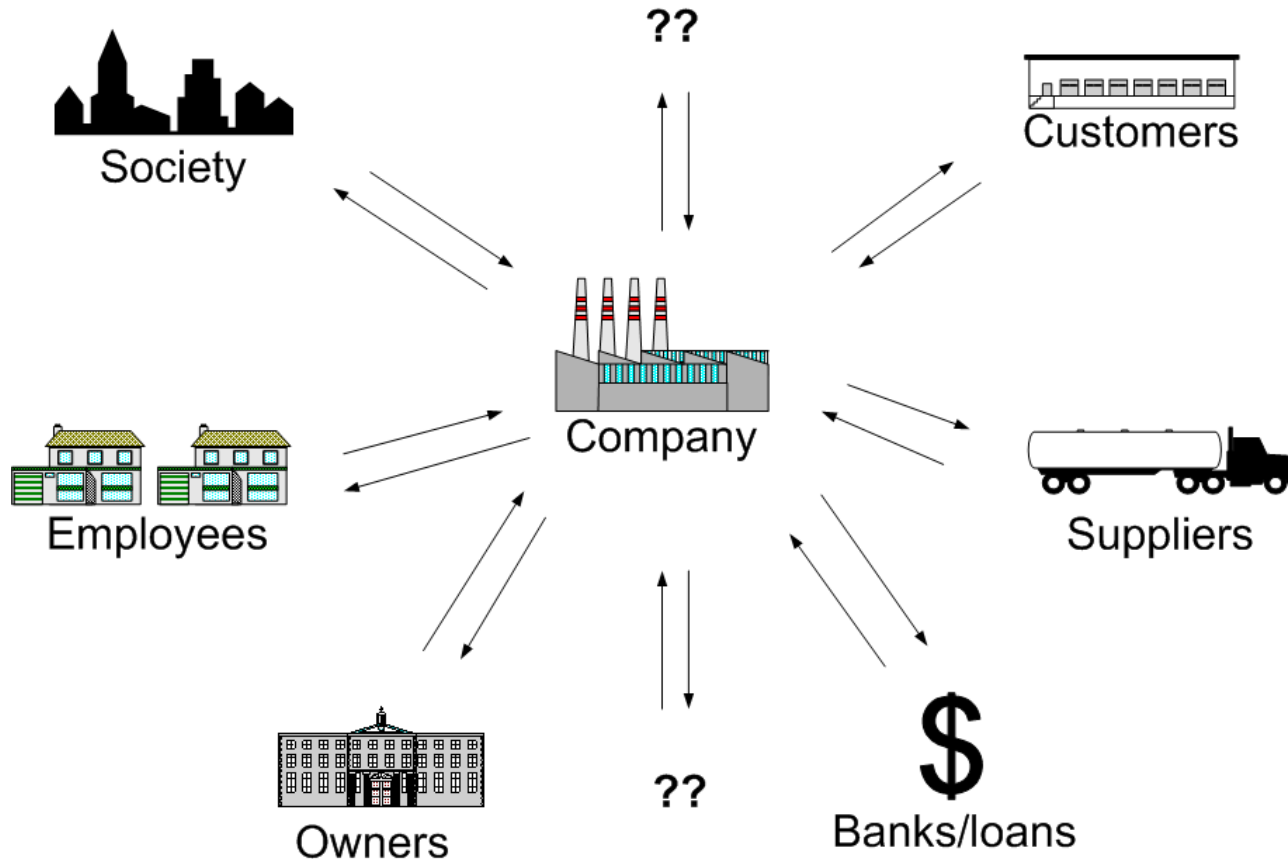 ??
Society
Customers
Company
Employees
Suppliers
??
$
Owners
Banks/loans